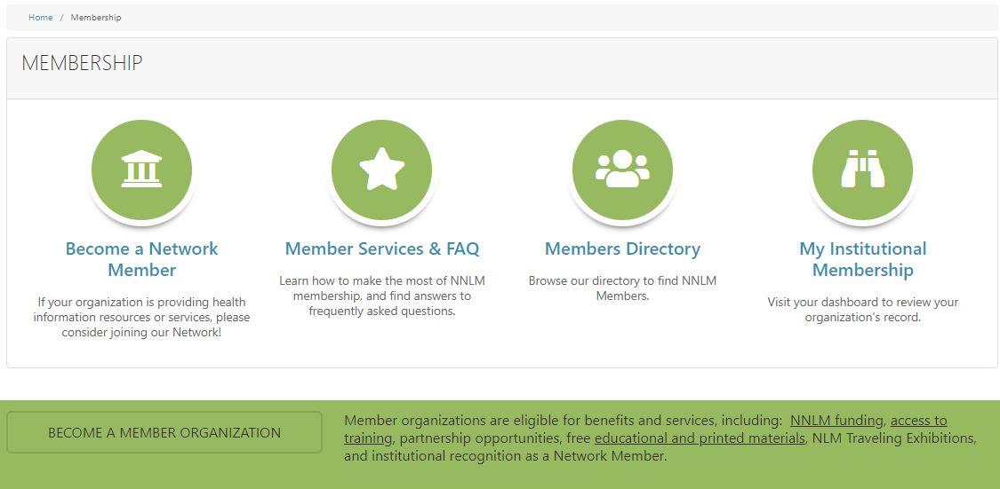 Home / Membership
MEMBERSHIP
Become a Network
Member
If your organization is providing health
information resources or services, please
consider joining our Network!
Member Services & FAQ
Learn how to make the most of NNLM
membership, and find answers to
frequently asked questions.
Members Directory
Browse our directory to find NNLM
Members.
My Institutional
Membership
Visit your dashboard to review your
organization's record.
BECOME A MEMBER ORGANIZATION
Member organizations are eligible for benefits and services, including: NNLM funding, access to
training, partnership opportunities, free educational and printed materials, NLM Traveling Exhibitions,
and institutional recognition as a Network Member.